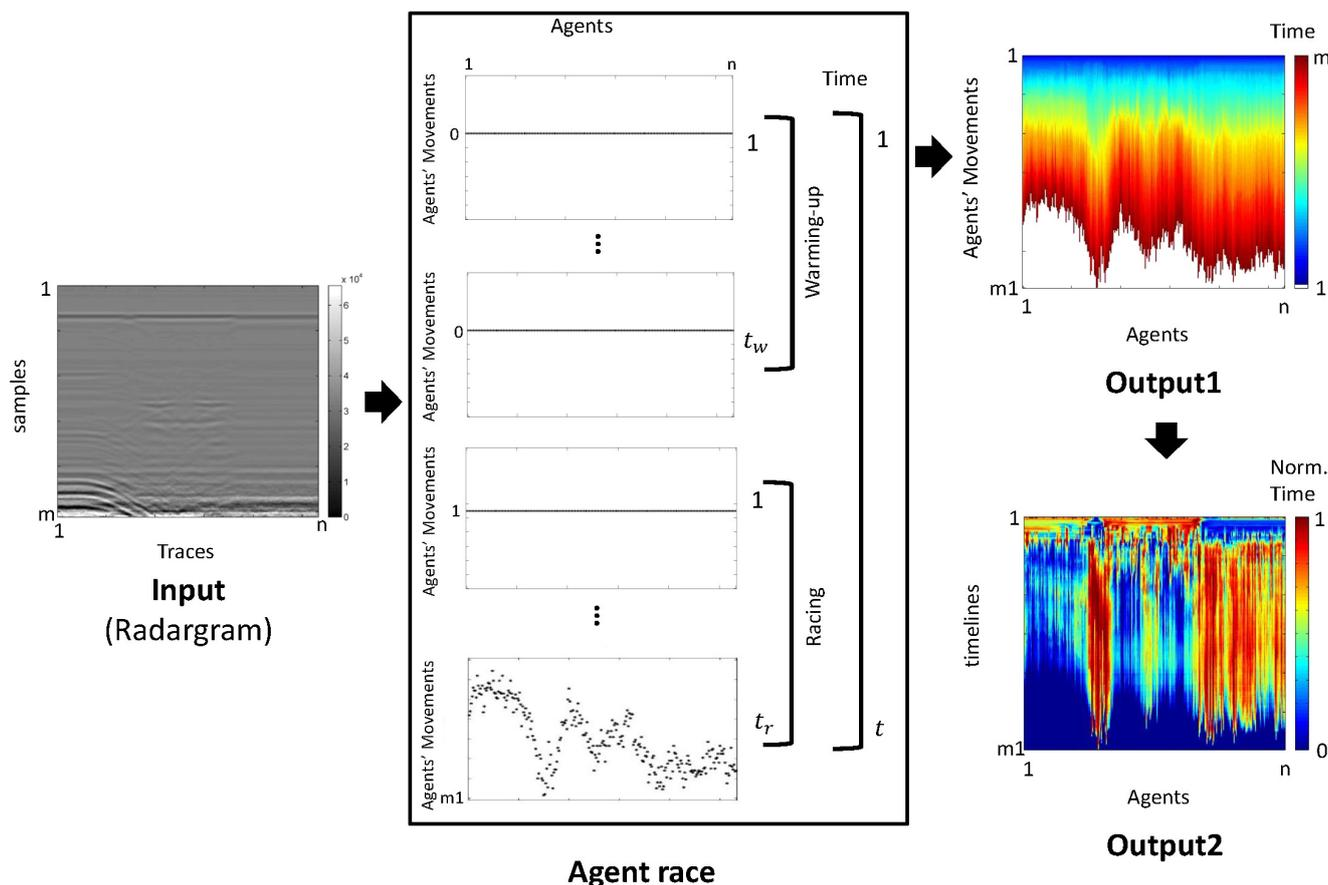 1
samples
m
1
n
x 10⁴
6
5
4
3
2
1
0
Traces
Input
(Radargram)
Agents
1
n
Time
Agents' Movements
0
1
Agents' Movements
0
t_w
Warming-up
1
Agents' Movements
1
1
Agents' Movements
m1
t_r
Racing
t
Agent race
Time
1
m
Agents' Movements
m1
1
1
n
Agents
Output1
Norm.
Time
1
1
timelines
m1
0
1
n
Agents
Output2